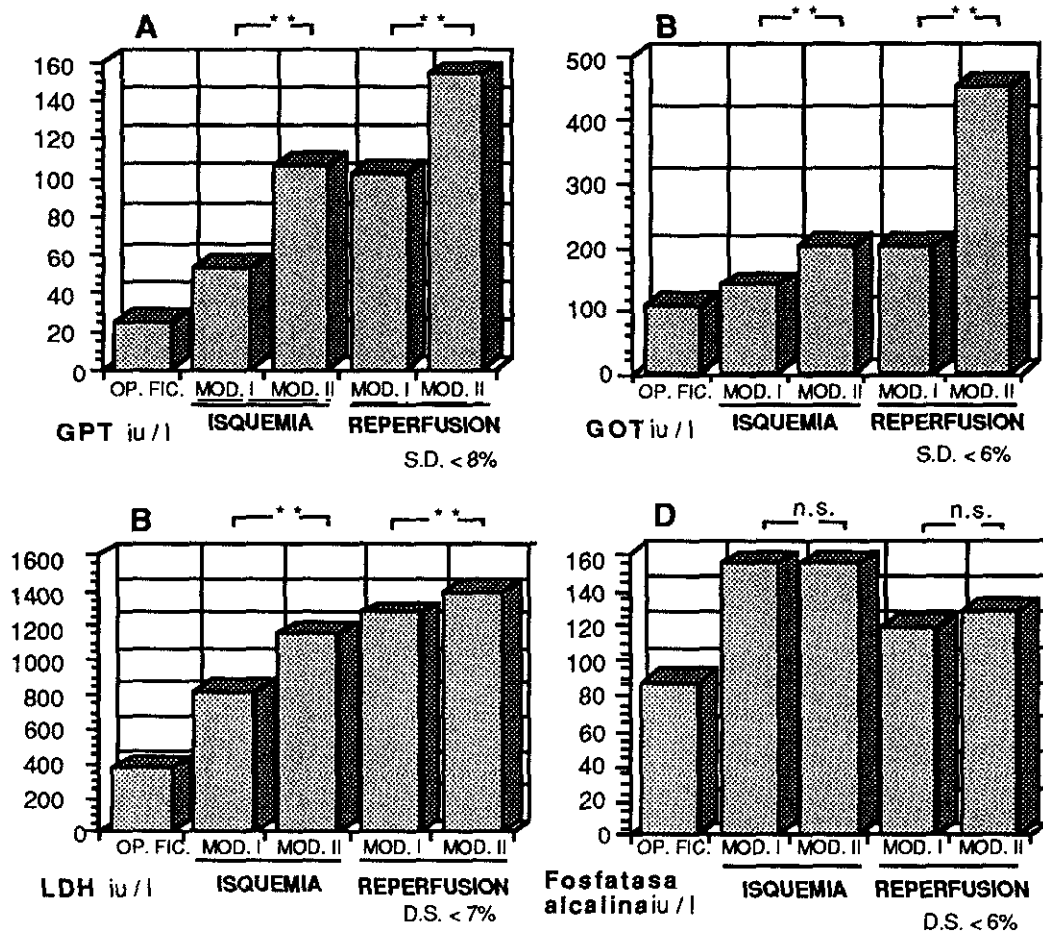 A
* *
* *
160
140
120
100
80
60
40
20
0
OP. FIC. MOD. I MOD. II MOD. I MOD. II
ISQUEMIA REPERFUSION
GPT iu / l
S.D. < 8%
B
* *
* *
500
400
300
200
100
0
OP. FIC. MOD. I MOD. II MOD. I MOD. II
ISQUEMIA REPERFUSION
GOT iu / l
S.D. < 6%
B
* *
* *
1600
1400
1200
1000
800
600
400
200
0
OP. FIC. MOD. I MOD. II MOD. I MOD. II
ISQUEMIA REPERFUSION
LDH iu / l
D.S. < 7%
D
n.s.
n.s.
160
140
120
100
80
60
40
20
0
OP. FIC. MOD. I MOD. II MOD. I MOD. II
ISQUEMIA REPERFUSION
Fosfatasa
alcalina iu / l
D.S. < 6%